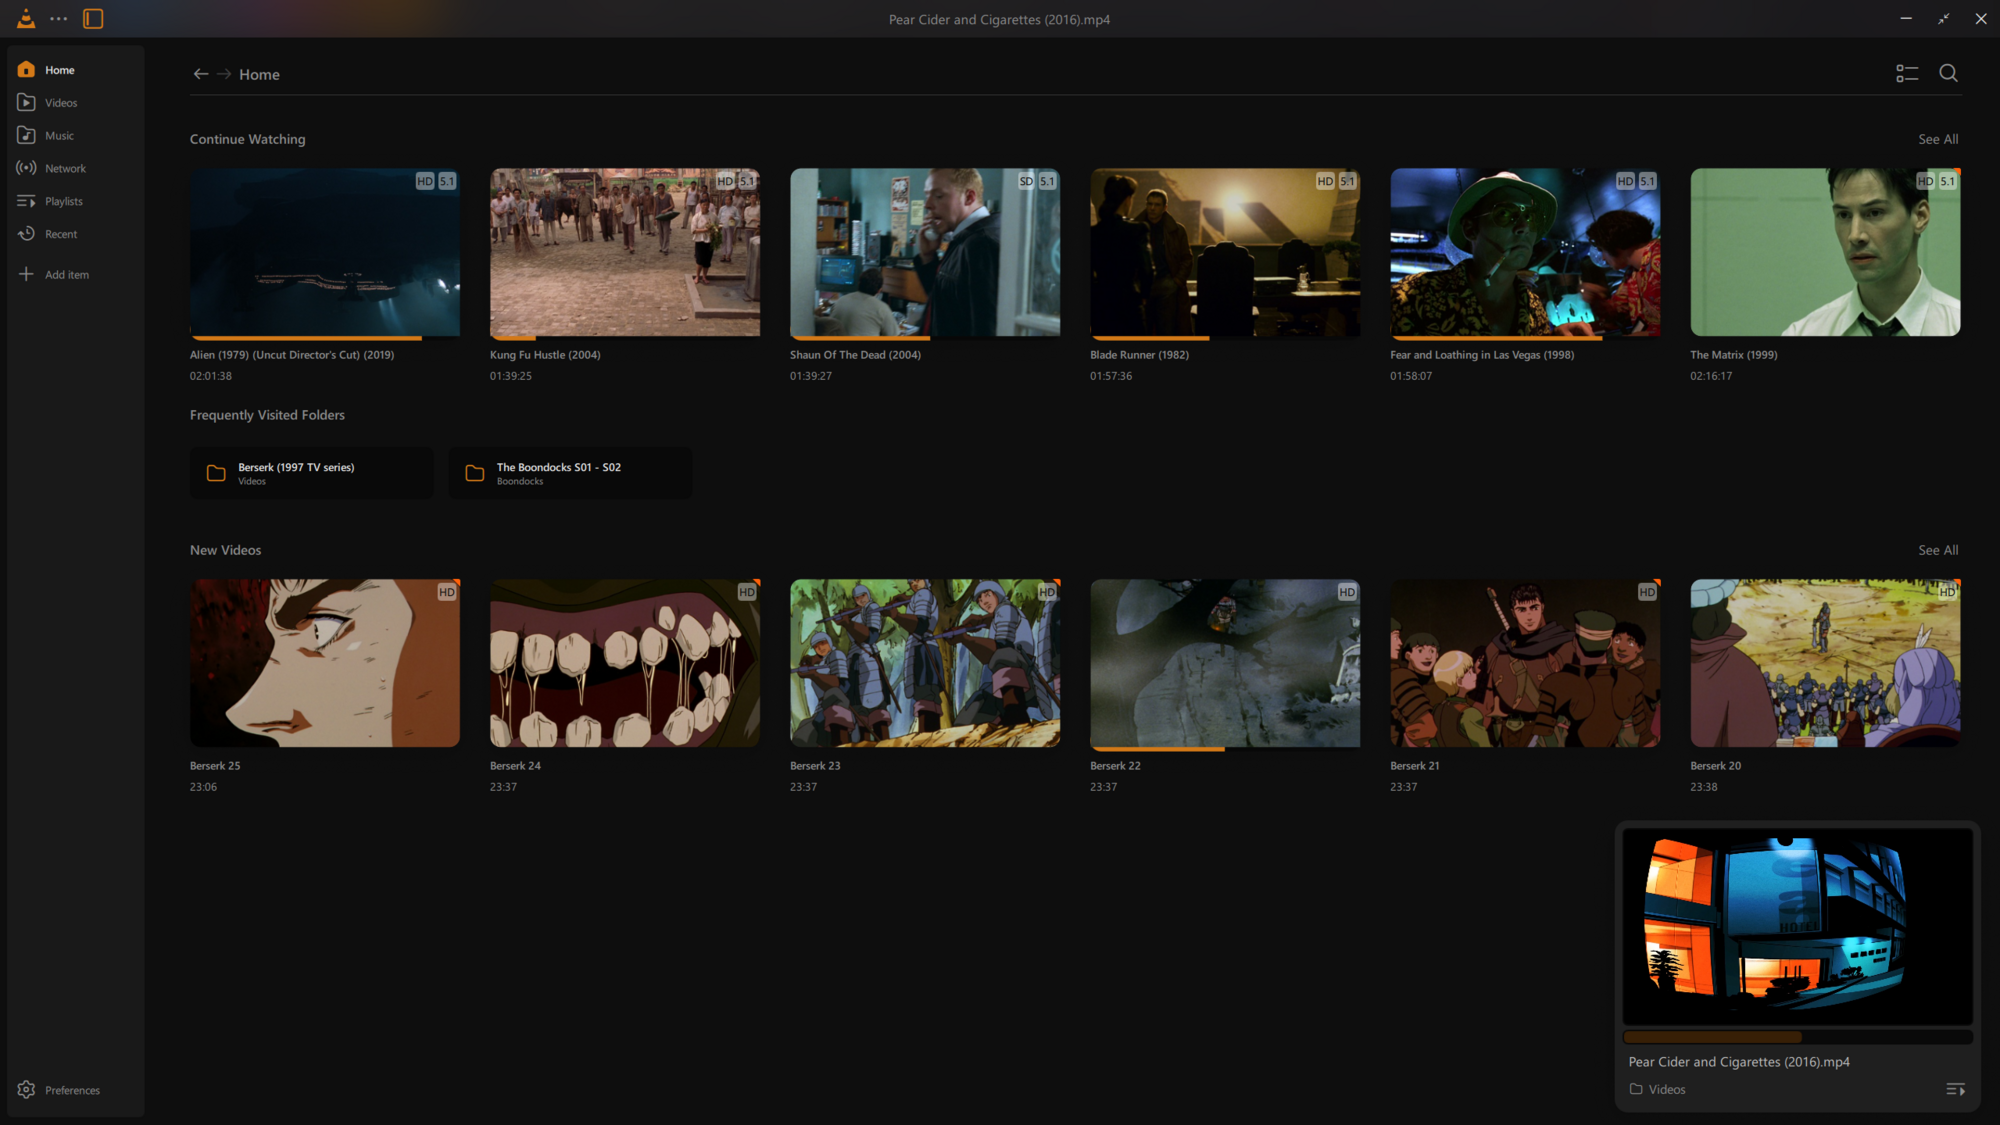 Pear Cider and Cigarettes (2016).mp4
Home
Videos
Music
Network
Playlists
Recent
Add item
Preferences
Home
Continue Watching
See All
HD 5.1
HD 5.1
SD 5.1
HD 5.1
HD 5.1
HD 5.1
Alien (1979) (Uncut Director's Cut) (2019)
02:01:38
Kung Fu Hustle (2004)
01:39:25
Shaun Of The Dead (2004)
01:39:27
Blade Runner (1982)
01:57:36
Fear and Loathing in Las Vegas (1998)
01:58:07
The Matrix (1999)
02:16:17
Frequently Visited Folders
Berserk (1997 TV series)
Videos
The Boondocks S01 - S02
Boondocks
New Videos
See All
HD
HD
HD
HD
HD
HD
Berserk 25
23:06
Berserk 24
23:37
Berserk 23
23:37
Berserk 22
23:37
Berserk 21
23:37
Berserk 20
23:38
HOTEL
Pear Cider and Cigarettes (2016).mp4
Videos